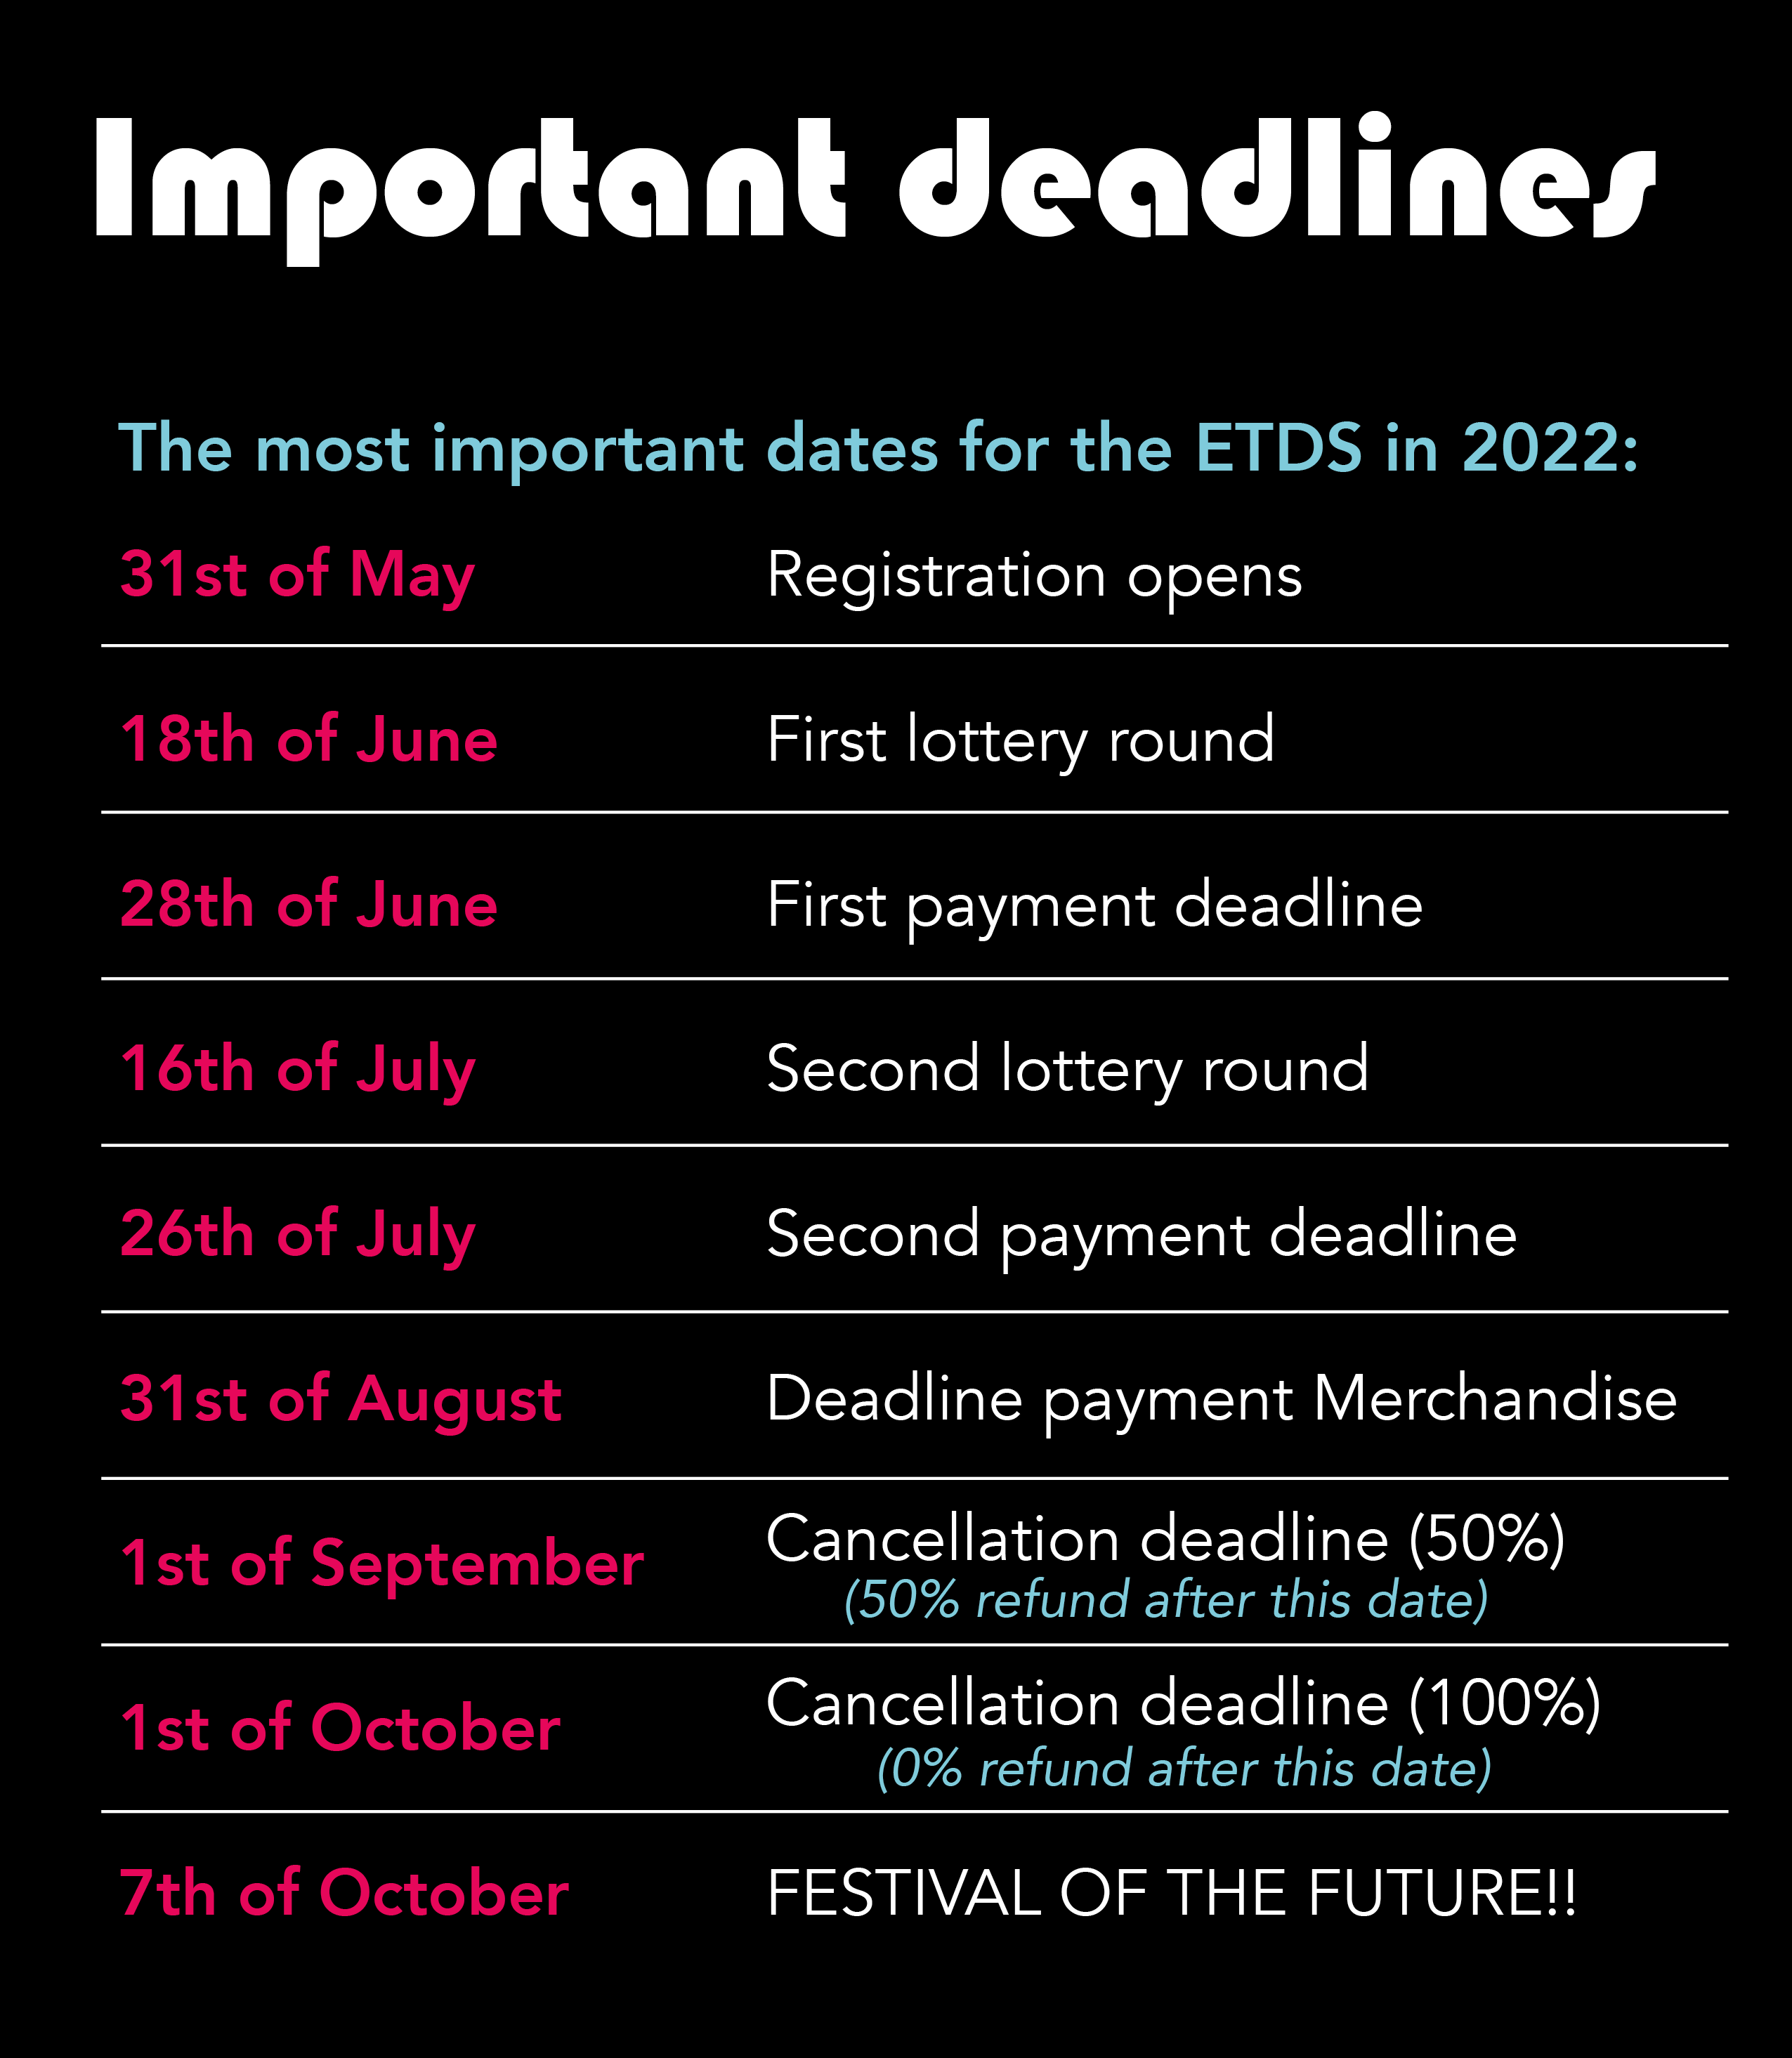 Important deadlines
The most important dates for the ETDS in 2022:
31st of May Registration opens
18th of June First lottery round
28th of June First payment deadline
16th of July Second lottery round
26th of July Second payment deadline
31st of August Deadline payment Merchandise
1st of September Cancellation deadline (50%)
(50% refund after this date)
1st of October Cancellation deadline (100%)
(0% refund after this date)
7th of October FESTIVAL OF THE FUTURE!!